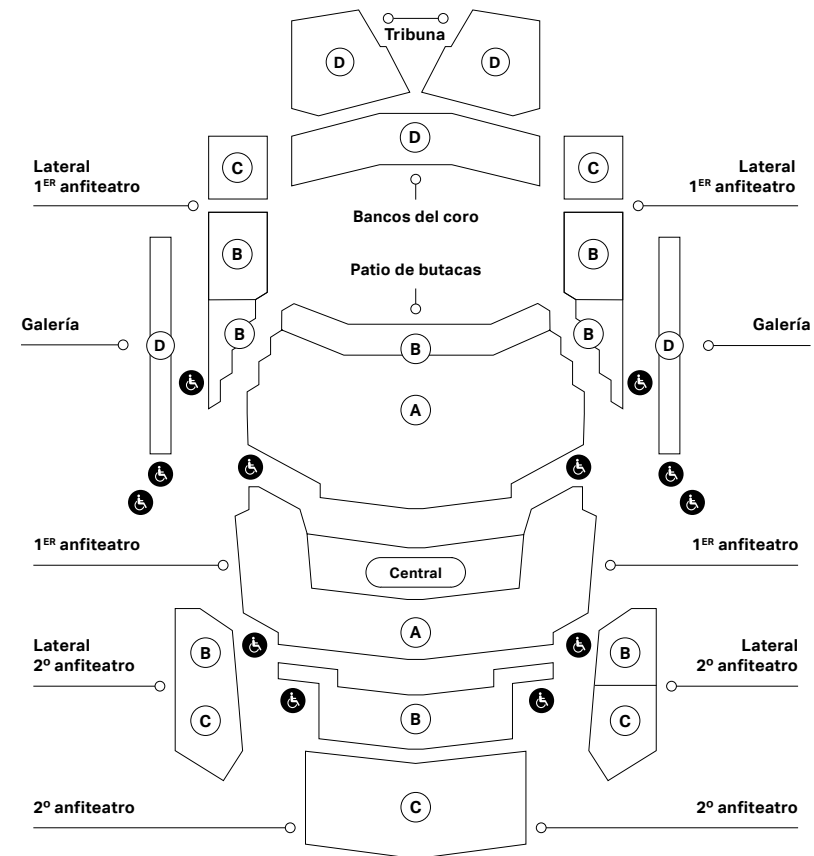 Tribuna
D
D
D
C
C
Lateral
1ER anfiteatro
Lateral
1ER anfiteatro
Bancos del coro
B
B
Patio de butacas
Galería
Galería
B
B
D
D
B
A
1ER anfiteatro
1ER anfiteatro
Central
A
Lateral
2º anfiteatro
Lateral
2º anfiteatro
B
B
C
C
B
2º anfiteatro
2º anfiteatro
C